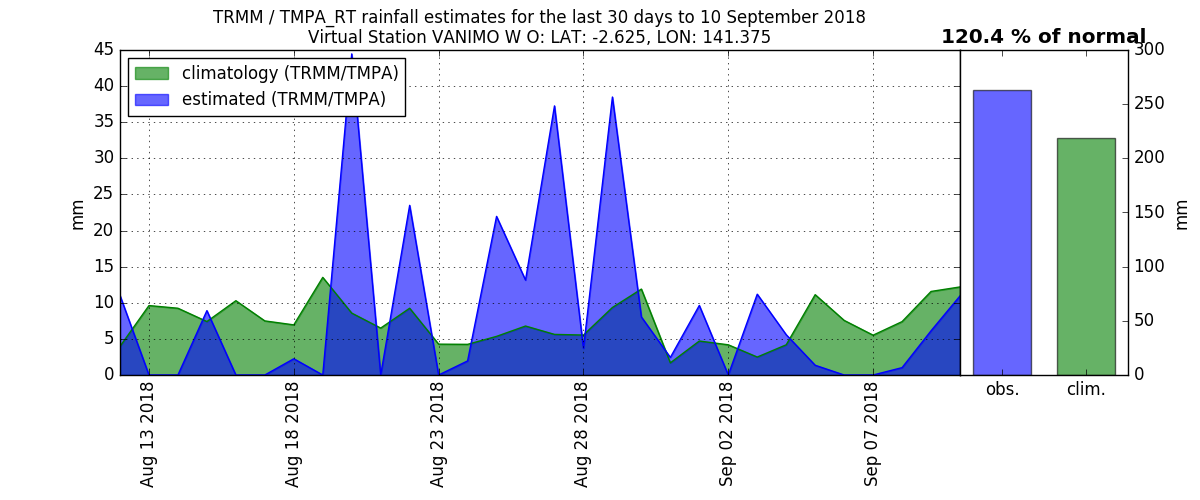 TRMM / TMPA_RT rainfall estimates for the last 30 days to 10 September 2018
Virtual Station VANIMO W O: LAT: -2.625, LON: 141.375
120.4 % of normal
climatology (TRMM/TMPA)
estimated (TRMM/TMPA)
45
40
35
30
25
20
15
10
5
0
mm
Aug 13 2018
Aug 18 2018
Aug 23 2018
Aug 28 2018
Sep 02 2018
Sep 07 2018
300
250
200
150
100
50
0
mm
obs.
clim.